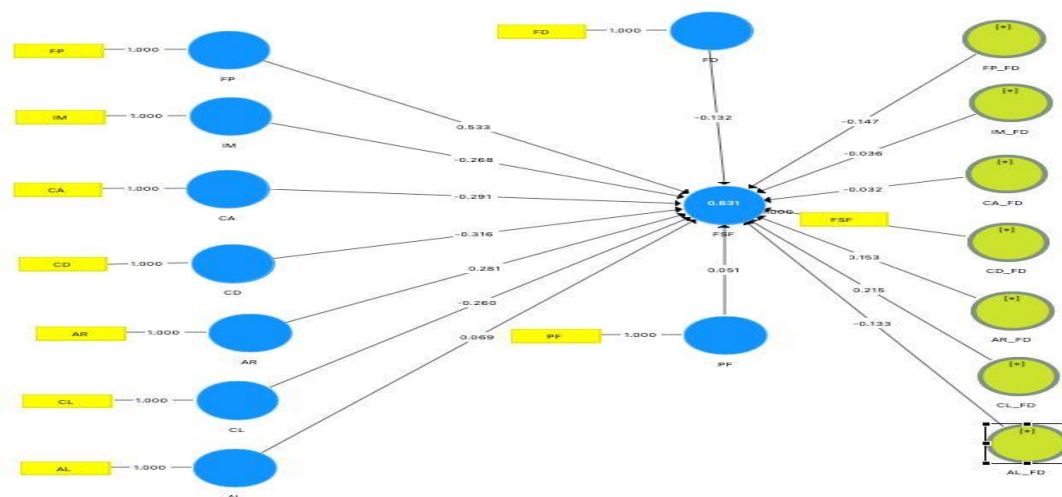 FP 1.000 FP
IM 1.000 IM
CA 1.000 CA
CD 1.000 CD
AR 1.000 AR
CL 1.000 CL
AL 1.000
FD 1.000 FD
PF 1.000 PF
0.533
-0.268
-0.291
-0.316
0.281
-0.260
0.069
-0.132
0.831
FSF
FSF
0.051
-0.147
-0.036
-0.032
0.153
0.215
-0.133
[+]
FP_FD
[+]
IM_FD
[+]
CA_FD
[+]
CD_FD
[+]
AR_FD
[+]
CL_FD
[+]
AL_FD